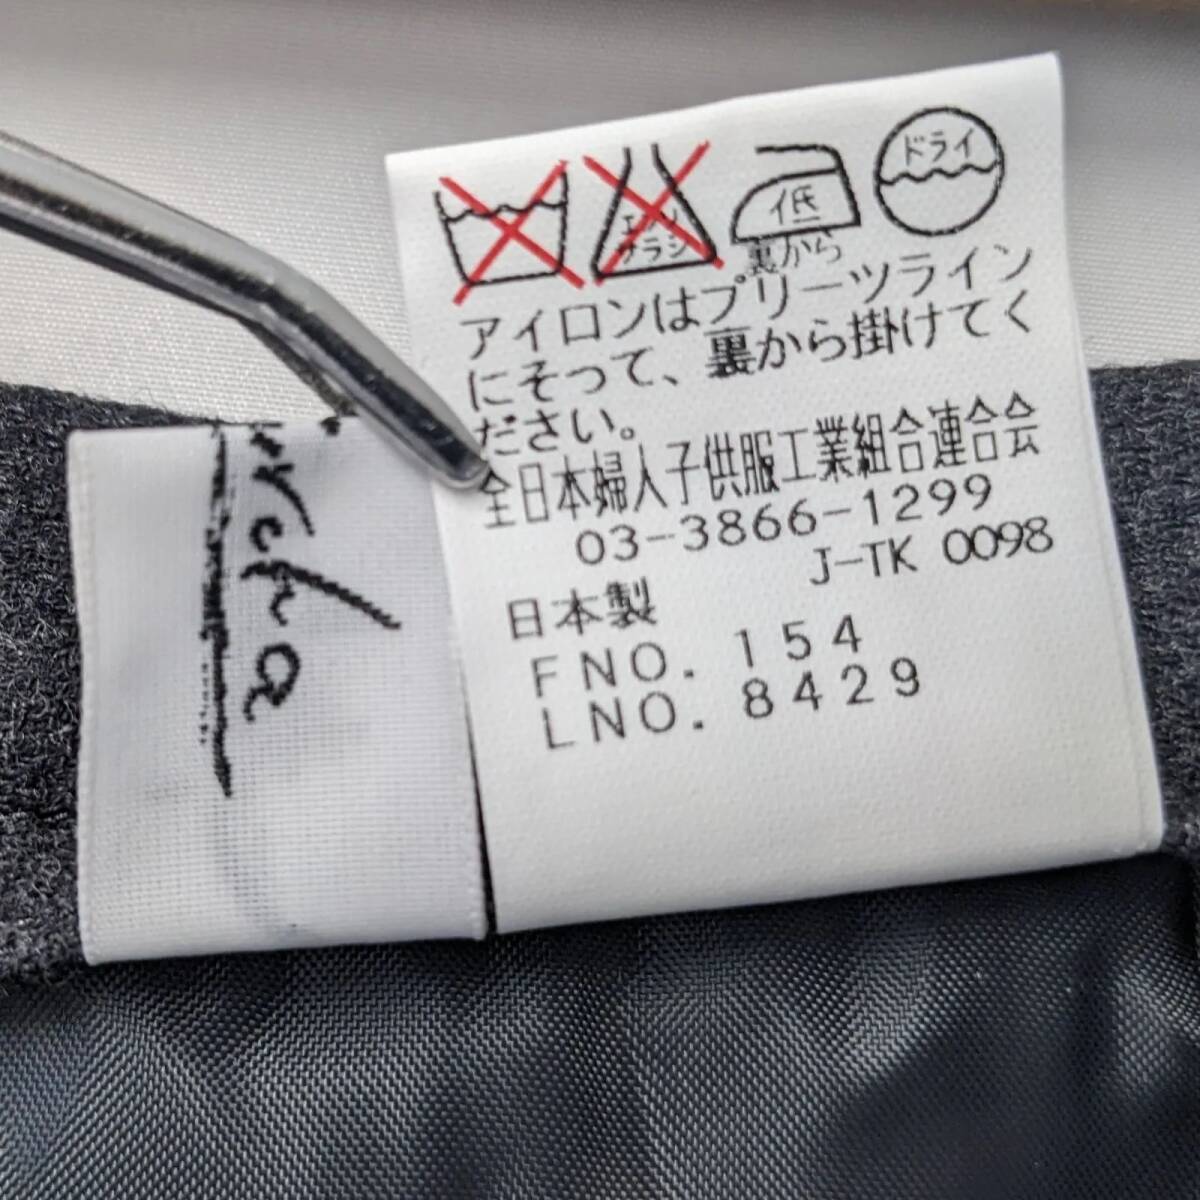 エンソ
サラシ
低
裏から
ドライ
アイロンはプリーツライン
にそって、裏から掛けてく
ださい。
全日本婦人子供服工業組合連合会
03-3866-1299
J-TK 0098
日本製
FNO. 154
LNO. 8429